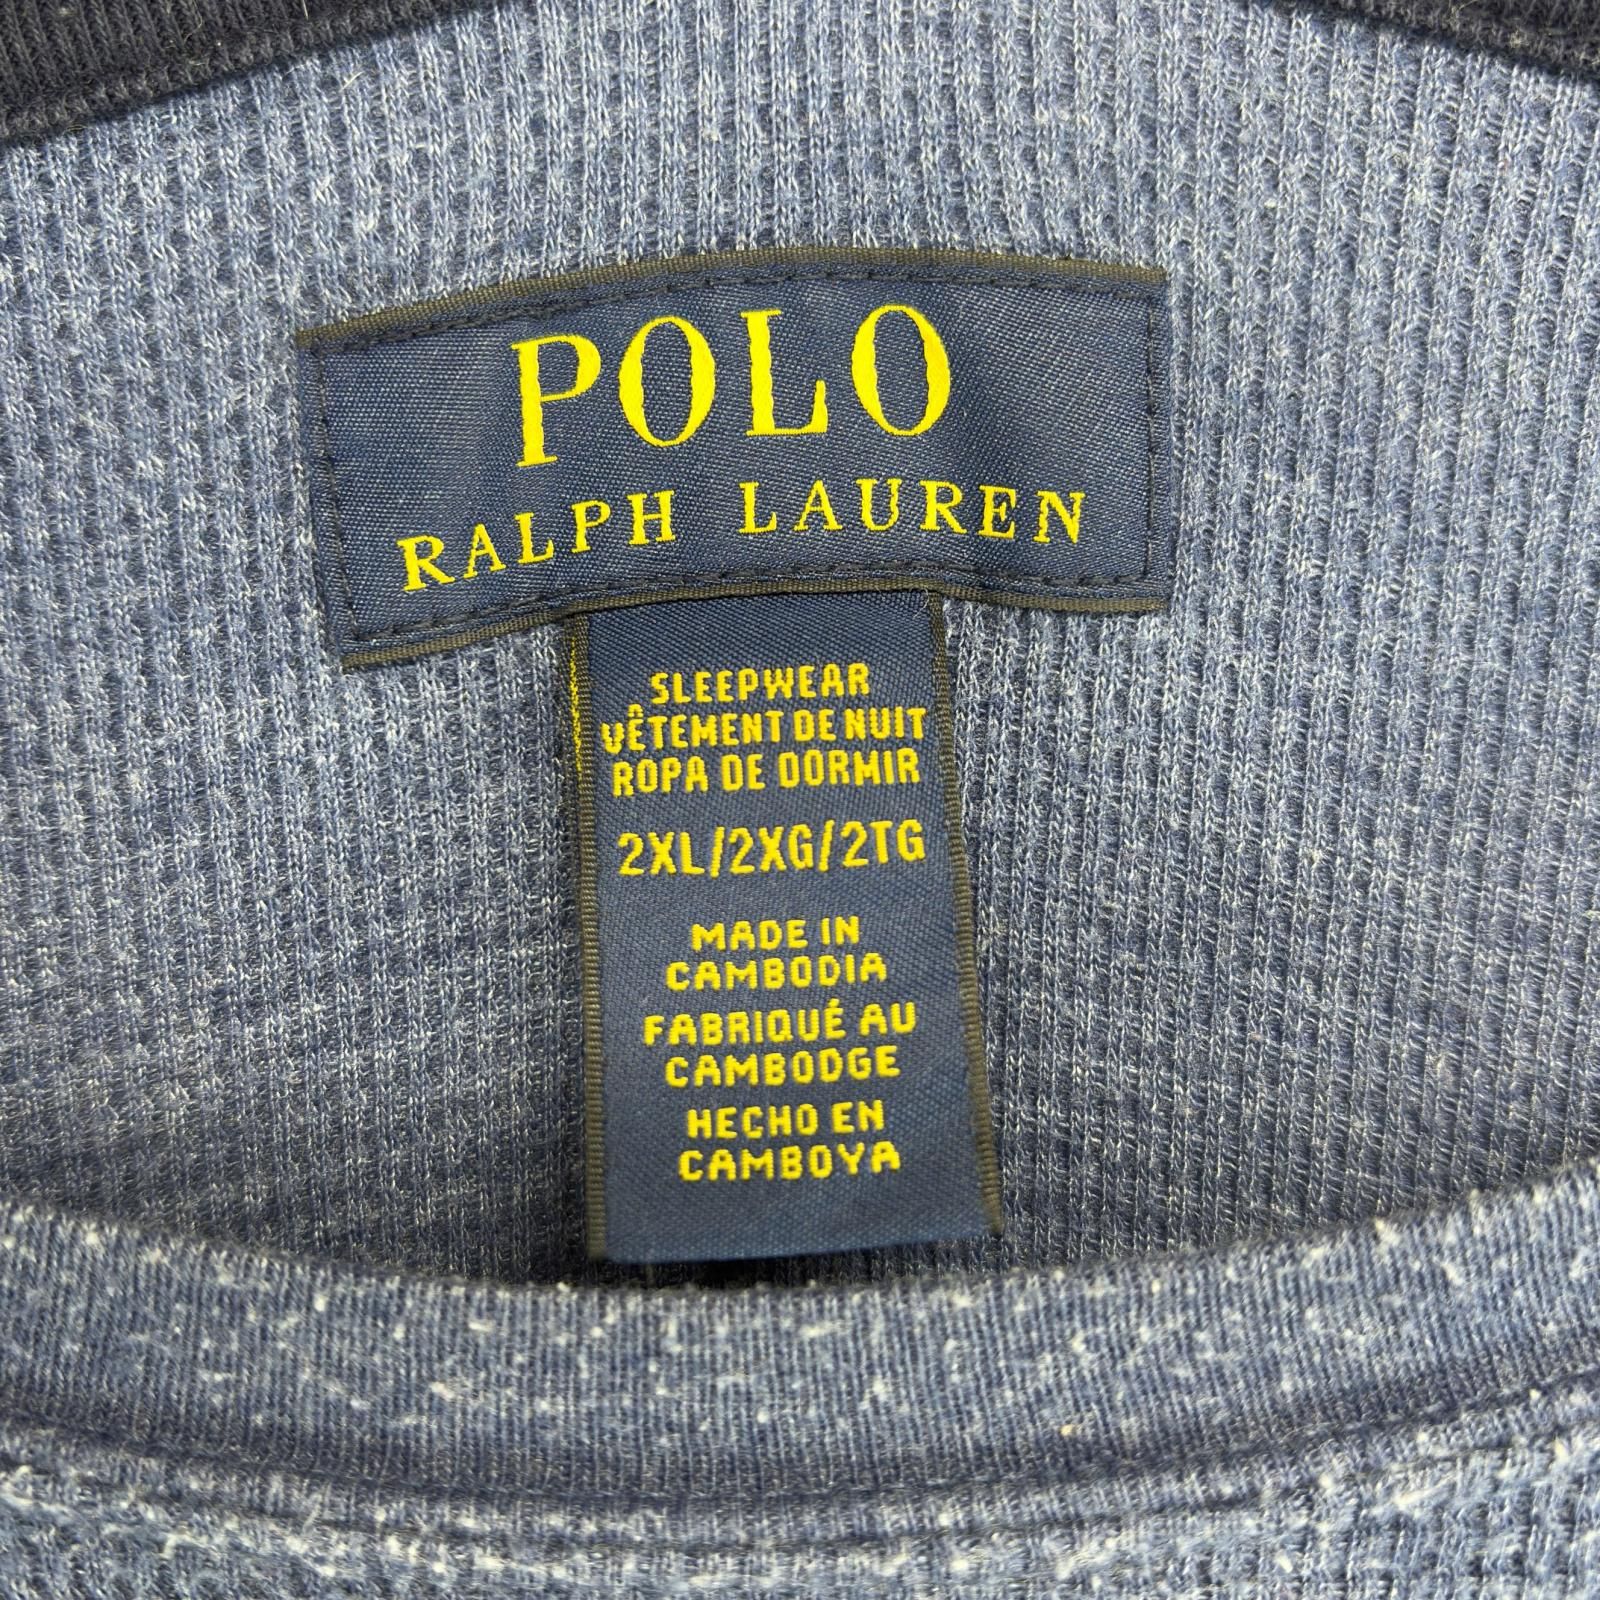 POLO
RALPH LAUREN
SLEEPWEAR
VÊTEMENT DE NUIT
ROPA DE DORMIR
2XL/2XG/2TG
MADE IN
CAMBODIA
FABRIQUÉ AU
CAMBODGE
HECHO EN
CAMBOYA